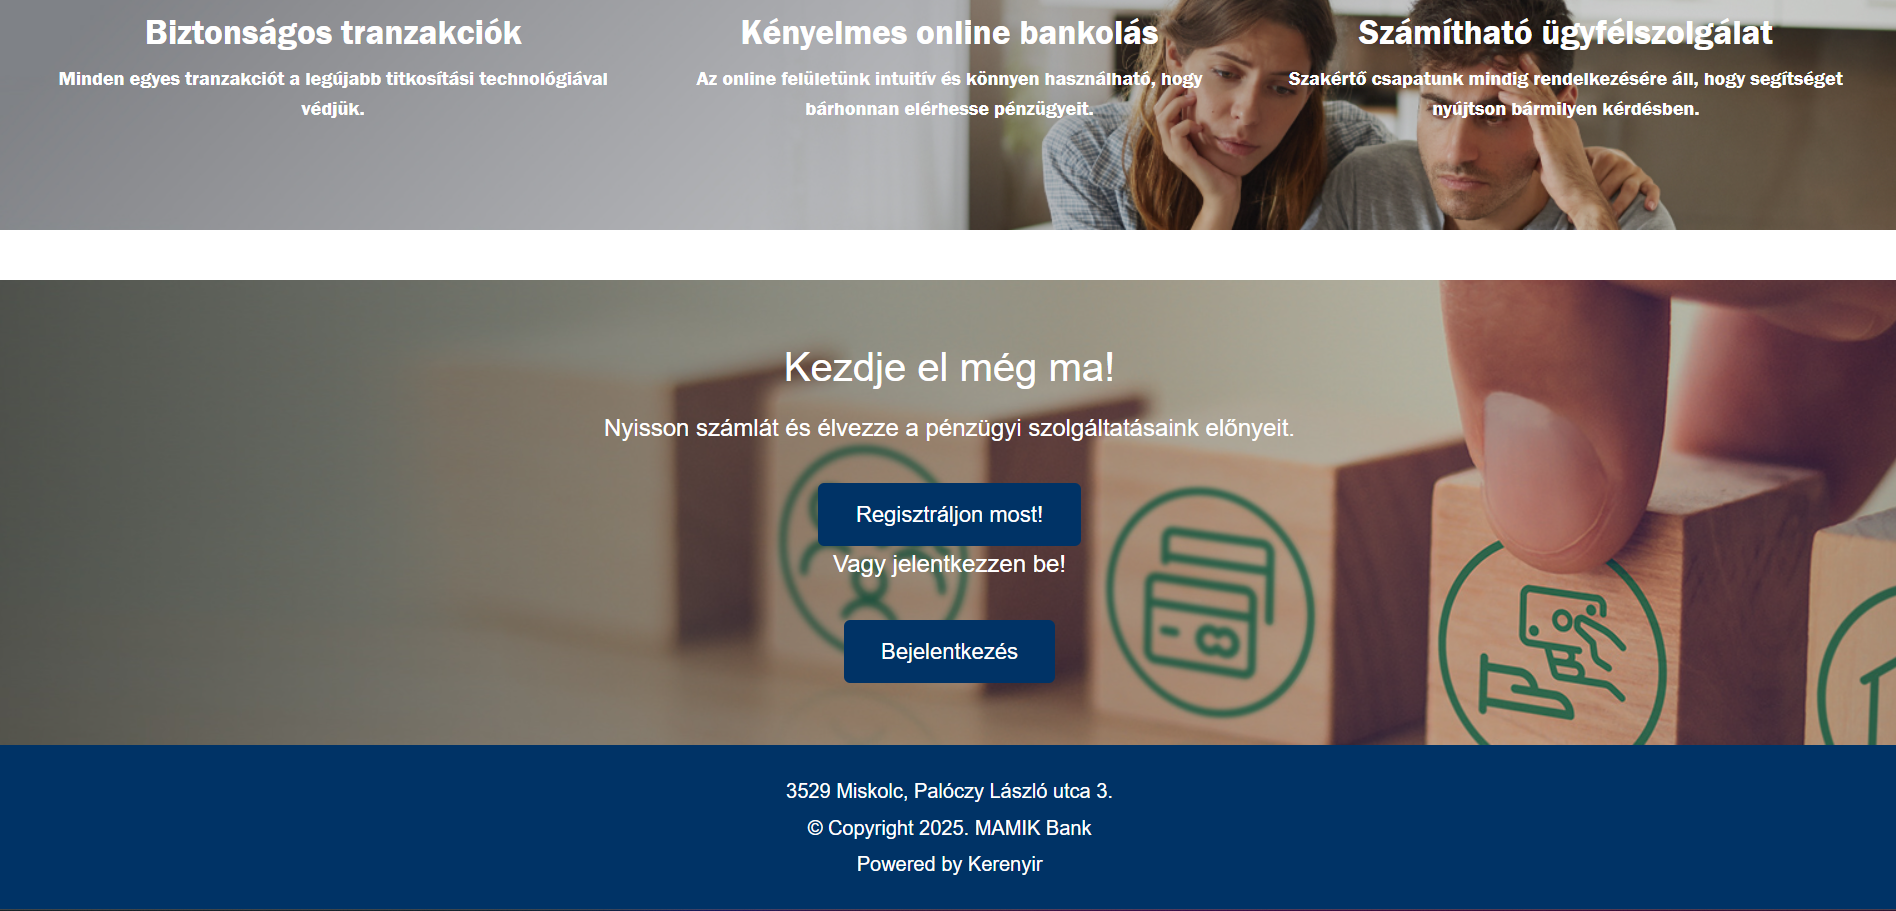 Biztonságos tranzakciók
Minden egyes tranzakciót a legújabb titkosítási technológiával
védjük.
Kényelmes online bankolás
Az online felületünk intuitív és könnyen használható, hogy
bárhonnan elérhesse pénzügyeit.
Számítható ügyfélszolgálat
Szakértő csapatunk mindig rendelkezésére áll, hogy segítséget
nyújtson bármilyen kérdésben.
Kezdje el még ma!
Nyisson számlát és élvezze a pénzügyi szolgáltatásaink előnyeit.
Regisztráljon most!
Vagy jelentkezzen be!
Bejelentkezés
3529 Miskolc, Palóczy László utca 3.
© Copyright 2025. MAMIK Bank
Powered by Kerenyir